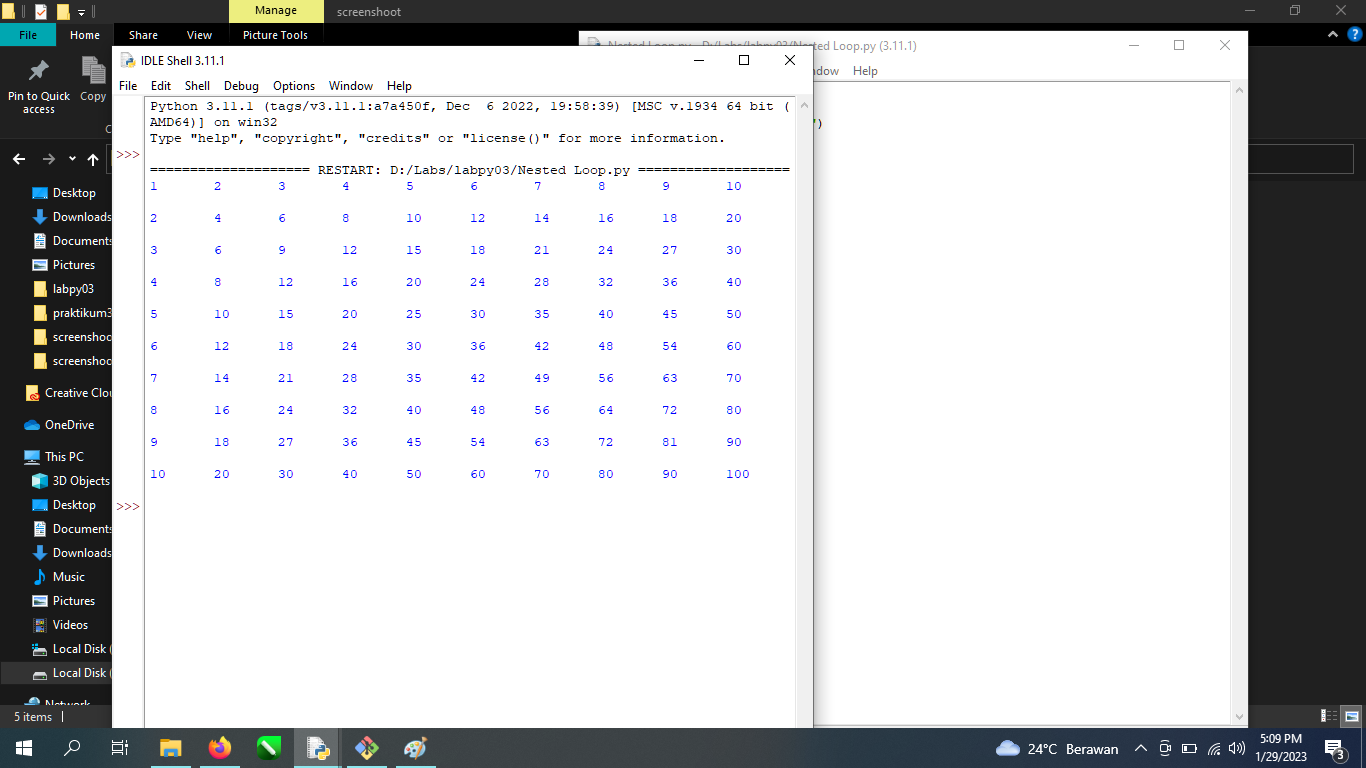 Manage
screenshoot
File
Home
Share
View
Picture Tools
Nested Loop.py - D:/Labs/labpy03/Nested Loop.py (3.11.1)
Help
")
Pin to Quick
access
Copy
IDLE Shell 3.11.1
File Edit Shell Debug Options Window Help
Python 3.11.1 (tags/v3.11.1:a7a450f, Dec  6 2022, 19:58:39) [MSC v.1934 64 bit (
AMD64)] on win32
Type "help", "copyright", "credits" or "license()" for more information.
>>>
==================== RESTART: D:/Labs/labpy03/Nested Loop.py ===================
1 2 3 4 5 6 7 8 9 10
2 4 6 8 10 12 14 16 18 20
3 6 9 12 15 18 21 24 27 30
4 8 12 16 20 24 28 32 36 40
5 10 15 20 25 30 35 40 45 50
6 12 18 24 30 36 42 48 54 60
7 14 21 28 35 42 49 56 63 70
8 16 24 32 40 48 56 64 72 80
9 18 27 36 45 54 63 72 81 90
10 20 30 40 50 60 70 80 90 100
>>>
Desktop
Downloads
Documents
Pictures
labpy03
praktikum3
screenshoo
screenshoo
Creative Clou
OneDrive
This PC
3D Objects
Desktop
Documents
Downloads
Music
Pictures
Videos
Local Disk (
Local Disk (
Network
5 items
24°C Berawan
5:09 PM
1/29/2023
3